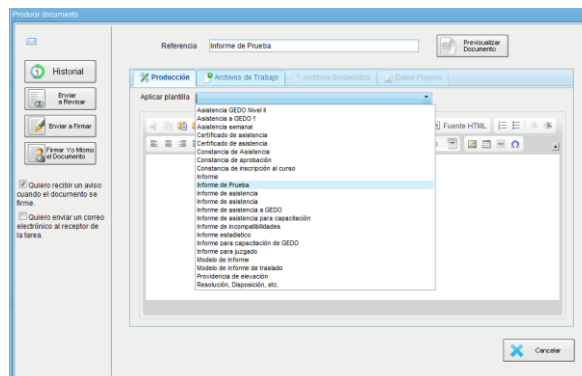 Producir documento
Referencia
Informe de Prueba
Previsualizar
Documento
Historial
Enviar
a Revisar
Enviar a Firmar
Firmar Yo Mismo
el Documento
Quiero recibir un aviso
cuando el documento se
firme.
Quiero enviar un correo
electrónico al receptor de
la tarea.
Producción
Archivos de Trabajo
Archivos Embebidos
Datos Propios
Aplicar plantilla
Fuente HTML
Asistencia GEDO Nivel II
Asistencia a GEDO
Asistencia semanal
Certificado de asistencia
Certificado de asistencia
Constancia de Asistencia
Constancia de aprobación
Constancia de inscripción al curso
Informe
Informe de Prueba
Informe de asistencia
Informe de asistencia
Informe de asistencia a GEDO
Informe de asistencia para capacitación
Informe de incompatibilidades
Informe estadístico
Informe para capacitación de GEDO
Informe para juzgado
Modelo de Informe
Modelo de informe de traslado
Providencia de elevación
Resolución, Disposición, etc.
Cancelar